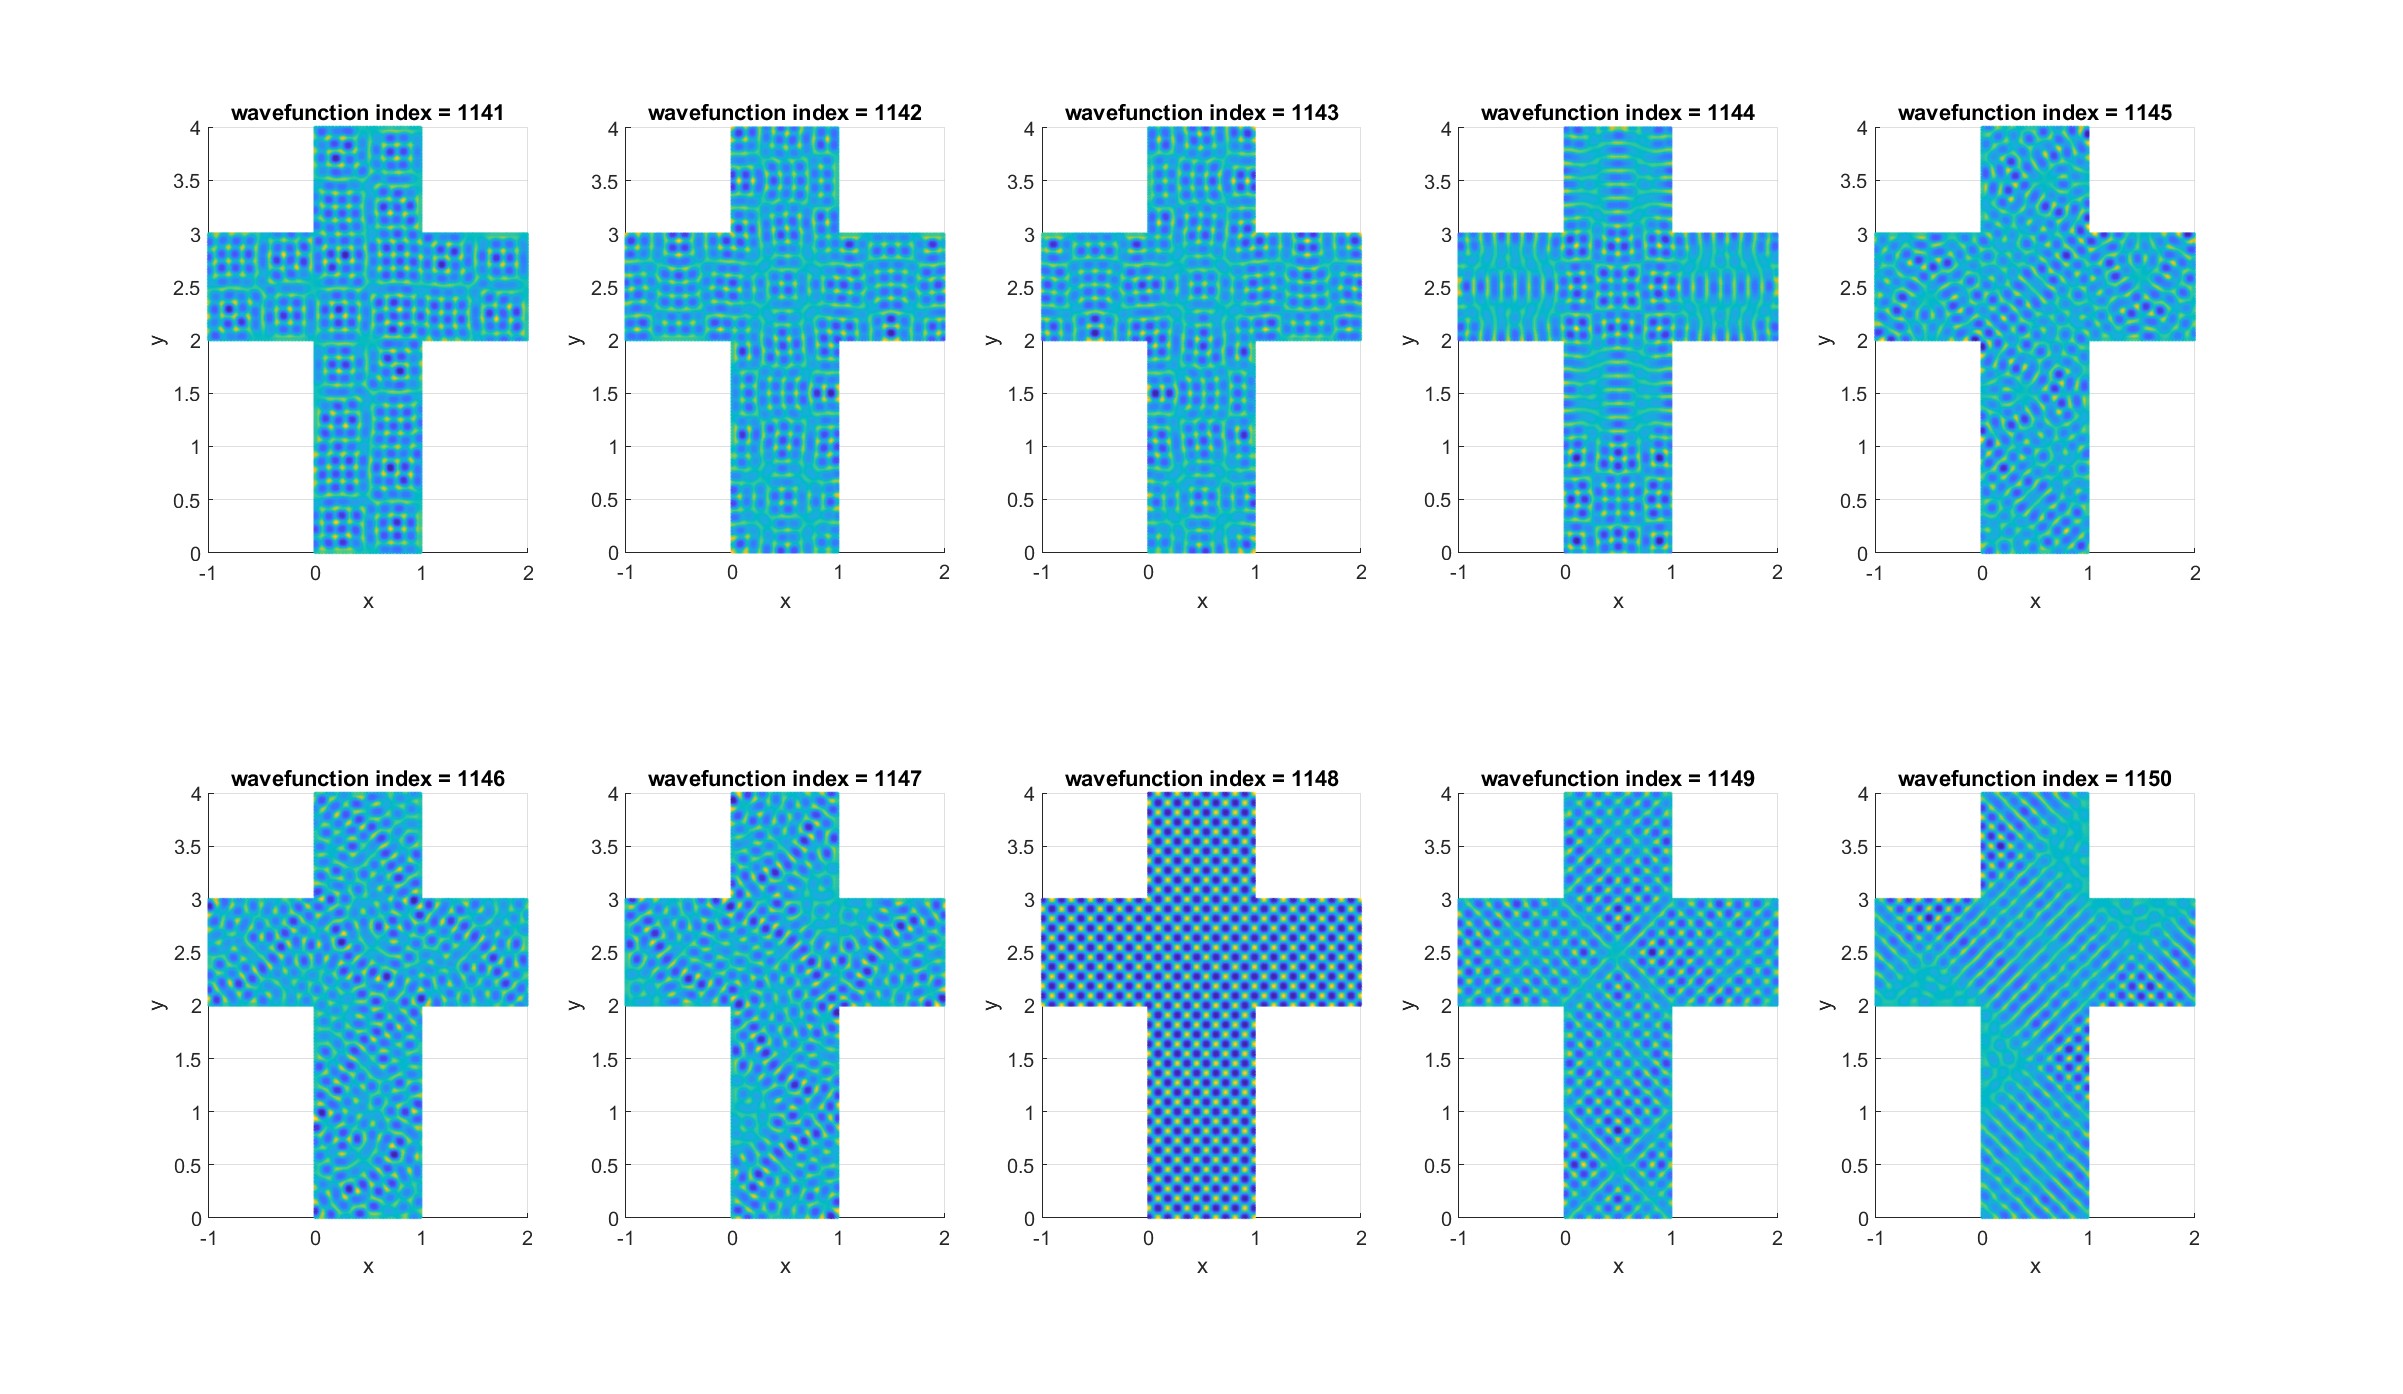 wavefunction index = 1141
wavefunction index = 1142
wavefunction index = 1143
wavefunction index = 1144
wavefunction index = 1145
4 4 4 4 4
3.5 3.5 3.5 3.5 3.5
3 3 3 3 3
2.5 2.5 2.5 2.5 2.5
y y y y y
2 2 2 2 2
1.5 1.5 1.5 1.5 1.5
1 1 1 1 1
0.5 0.5 0.5 0.5 0.5
0 0 0 0 0
-1 0 1 2 -1 0 1 2 -1 0 1 2 -1 0 1 2 -1 0 1 2
x x x x x
wavefunction index = 1146
wavefunction index = 1147
wavefunction index = 1148
wavefunction index = 1149
wavefunction index = 1150
4 4 4 4 4
3.5 3.5 3.5 3.5 3.5
3 3 3 3 3
2.5 2.5 2.5 2.5 2.5
y y y y y
2 2 2 2 2
1.5 1.5 1.5 1.5 1.5
1 1 1 1 1
0.5 0.5 0.5 0.5 0.5
0 0 0 0 0
-1 0 1 2 -1 0 1 2 -1 0 1 2 -1 0 1 2 -1 0 1 2
x x x x x